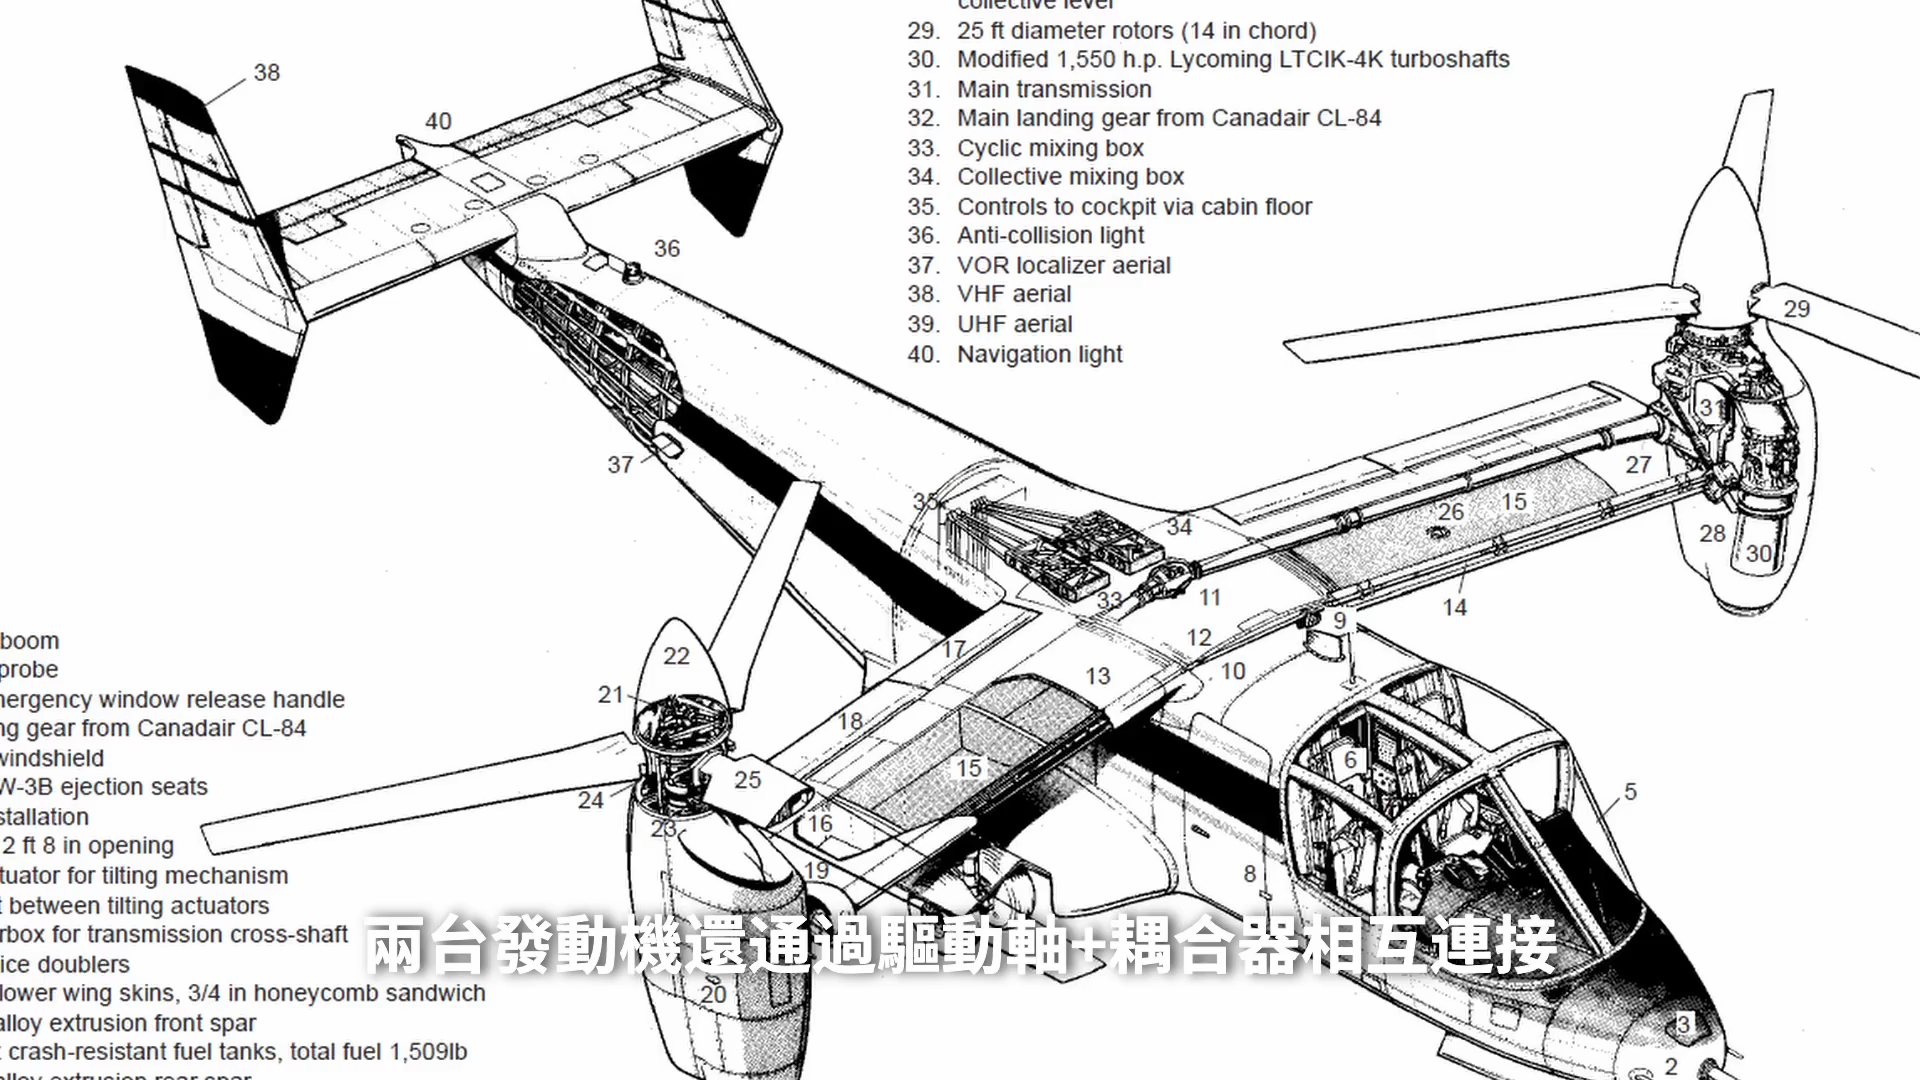 collective lever
29. 25 ft diameter rotors (14 in chord)
30. Modified 1,550 h.p. Lycoming LTCIK-4K turboshafts
31. Main transmission
32. Main landing gear from Canadair CL-84
33. Cyclic mixing box
34. Collective mixing box
35. Controls to cockpit via cabin floor
36. Anti-collision light
37. VOR localizer aerial
38. VHF aerial
39. UHF aerial
40. Navigation light
38
40
36
29
31
27
37
35
34
26
15
28
30
33
11
14
9
12
17
22
13
10
21
18
6
15
25
5
24
16
23
19
8
20
3
2
boom
probe
mergency window release handle
ng gear from Canadair CL-84
windshield
W-3B ejection seats
stallation
2 ft 8 in opening
tuator for tilting mechanism
t between tilting actuators
rbox for transmission cross-shaft
ice doublers
lower wing skins, 3/4 in honeycomb sandwich
alloy extrusion front spar
crash-resistant fuel tanks, total fuel 1,509lb
alloy extrusion rear spar
兩台發動機還通過驅動軸+耦合器相互連接